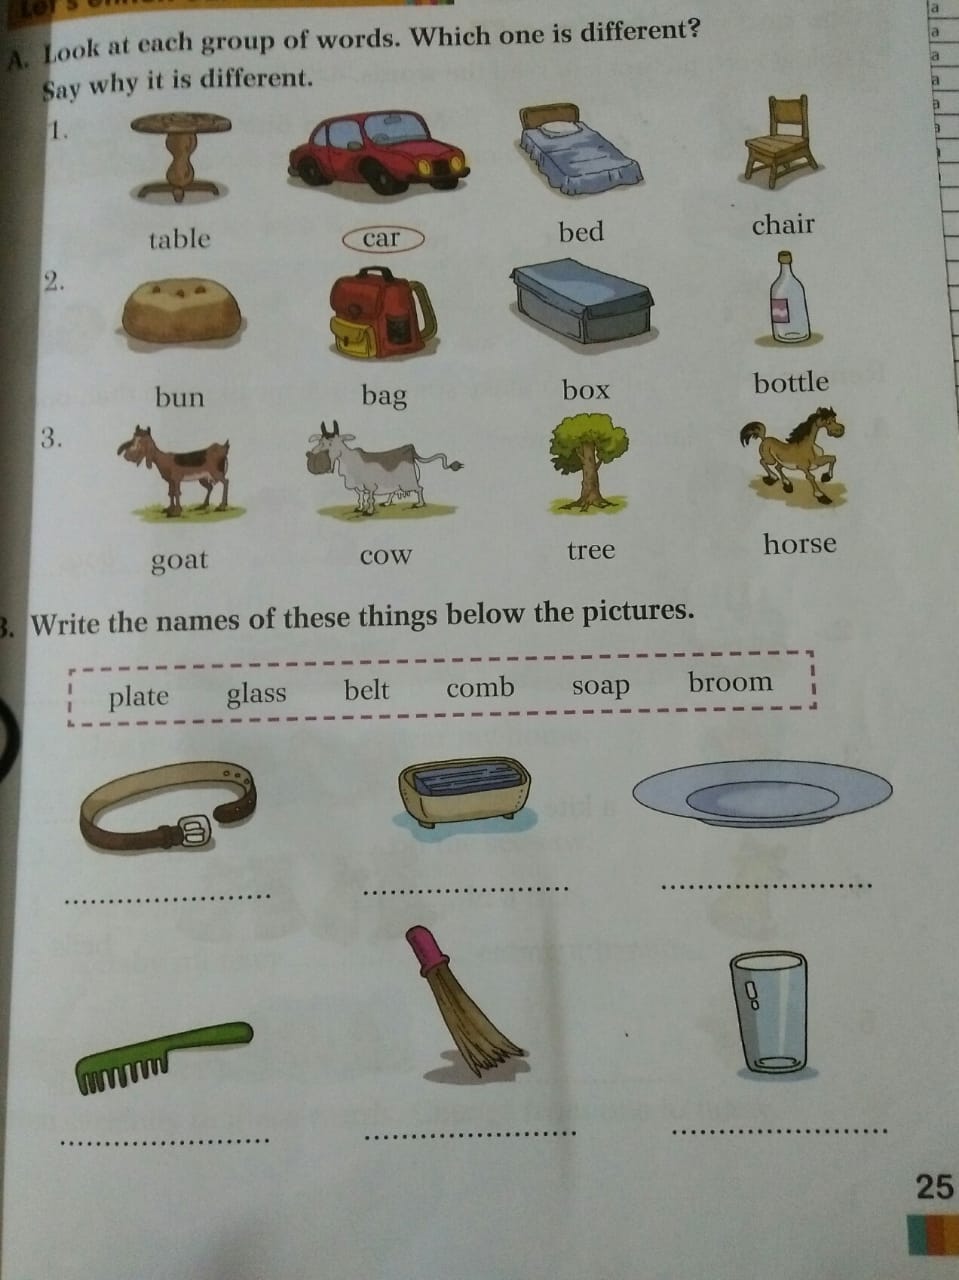 A. Look at each group of words. Which one is different?
Say why it is different.
1.
table car bed chair
2.
bun bag box bottle
3.
goat cow tree horse
B. Write the names of these things below the pictures.
plate glass belt comb soap broom
25